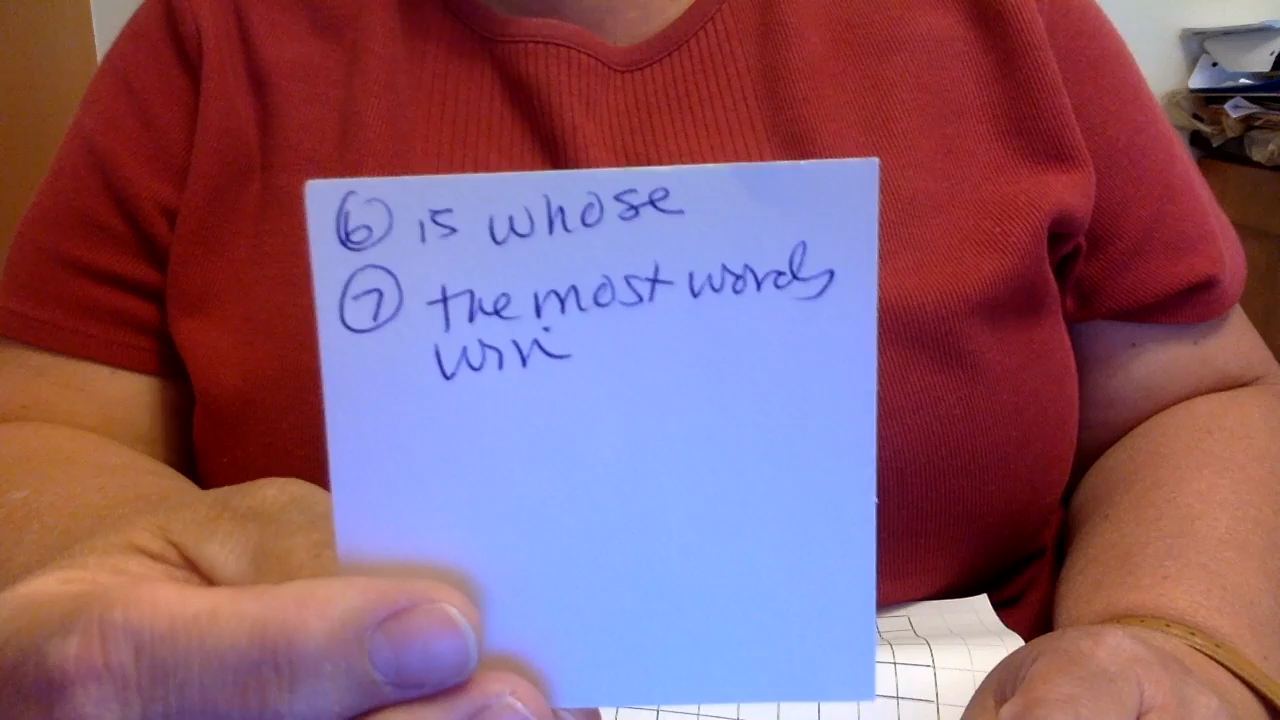 ⑥ is whose
⑦ the most words
win